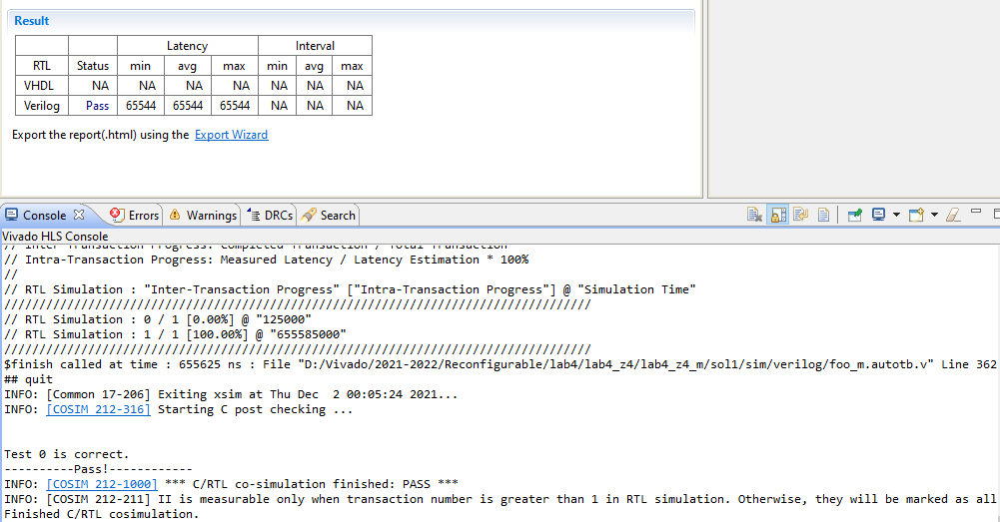 Result
Latency Interval
RTL Status min avg max min avg max
VHDL NA NA NA NA NA NA NA
Verilog Pass 65544 65544 65544 NA NA NA
Export the report(.html) using the Export Wizard
Console Errors Warnings DRCs Search
Vivado HLS Console
// Inter-Transaction Progress: Completed Transaction / Total Transaction
// Intra-Transaction Progress: Measured Latency / Latency Estimation * 100%
//
// RTL Simulation : "Inter-Transaction Progress" ["Intra-Transaction Progress"] @ "Simulation Time"
////////////////////////////////////////////////////////////////////////////////////
// RTL Simulation : 0 / 1 [0.00%] @ "125000"
// RTL Simulation : 1 / 1 [100.00%] @ "655585000"
////////////////////////////////////////////////////////////////////////////////////
$finish called at time : 655625 ns : File "D:/Vivado/2021-2022/Reconfigurable/lab4/lab4_z4/lab4_z4_m/sol1/sim/verilog/foo_m.autotb.v" Line 362
## quit
INFO: [Common 17-206] Exiting xsim at Thu Dec  2 00:05:24 2021...
INFO: [COSIM 212-316] Starting C post checking ...
Test 0 is correct.
----------Pass!------------
INFO: [COSIM 212-1000] *** C/RTL co-simulation finished: PASS ***
INFO: [COSIM 212-211] II is measurable only when transaction number is greater than 1 in RTL simulation. Otherwise, they will be marked as all
Finished C/RTL cosimulation.